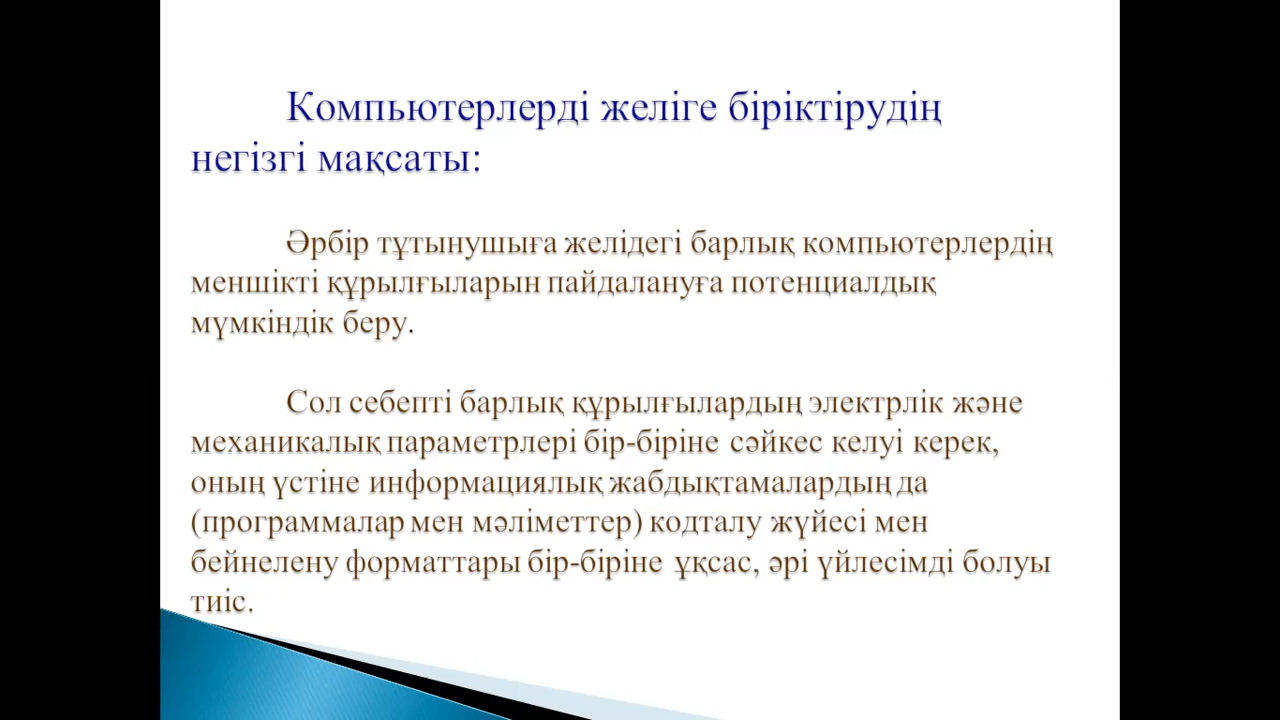 Компьютерлерді желіге біріктірудің
негізгі мақсаты:
Әрбір тұтынушыға желідегі барлық компьютерлердің
меншікті құрылғыларын пайдалануға потенциалдық
мүмкіндік беру.
Сол себепті барлық құрылғылардың электрлік және
механикалық параметрлері бір-біріне сәйкес келуі керек,
оның үстіне информациялық жабдықтамалардың да
(программалар мен мәліметтер) кодталу жүйесі мен
бейнелену форматтары бір-біріне ұқсас, әрі үйлесімді болуы
тиіс.